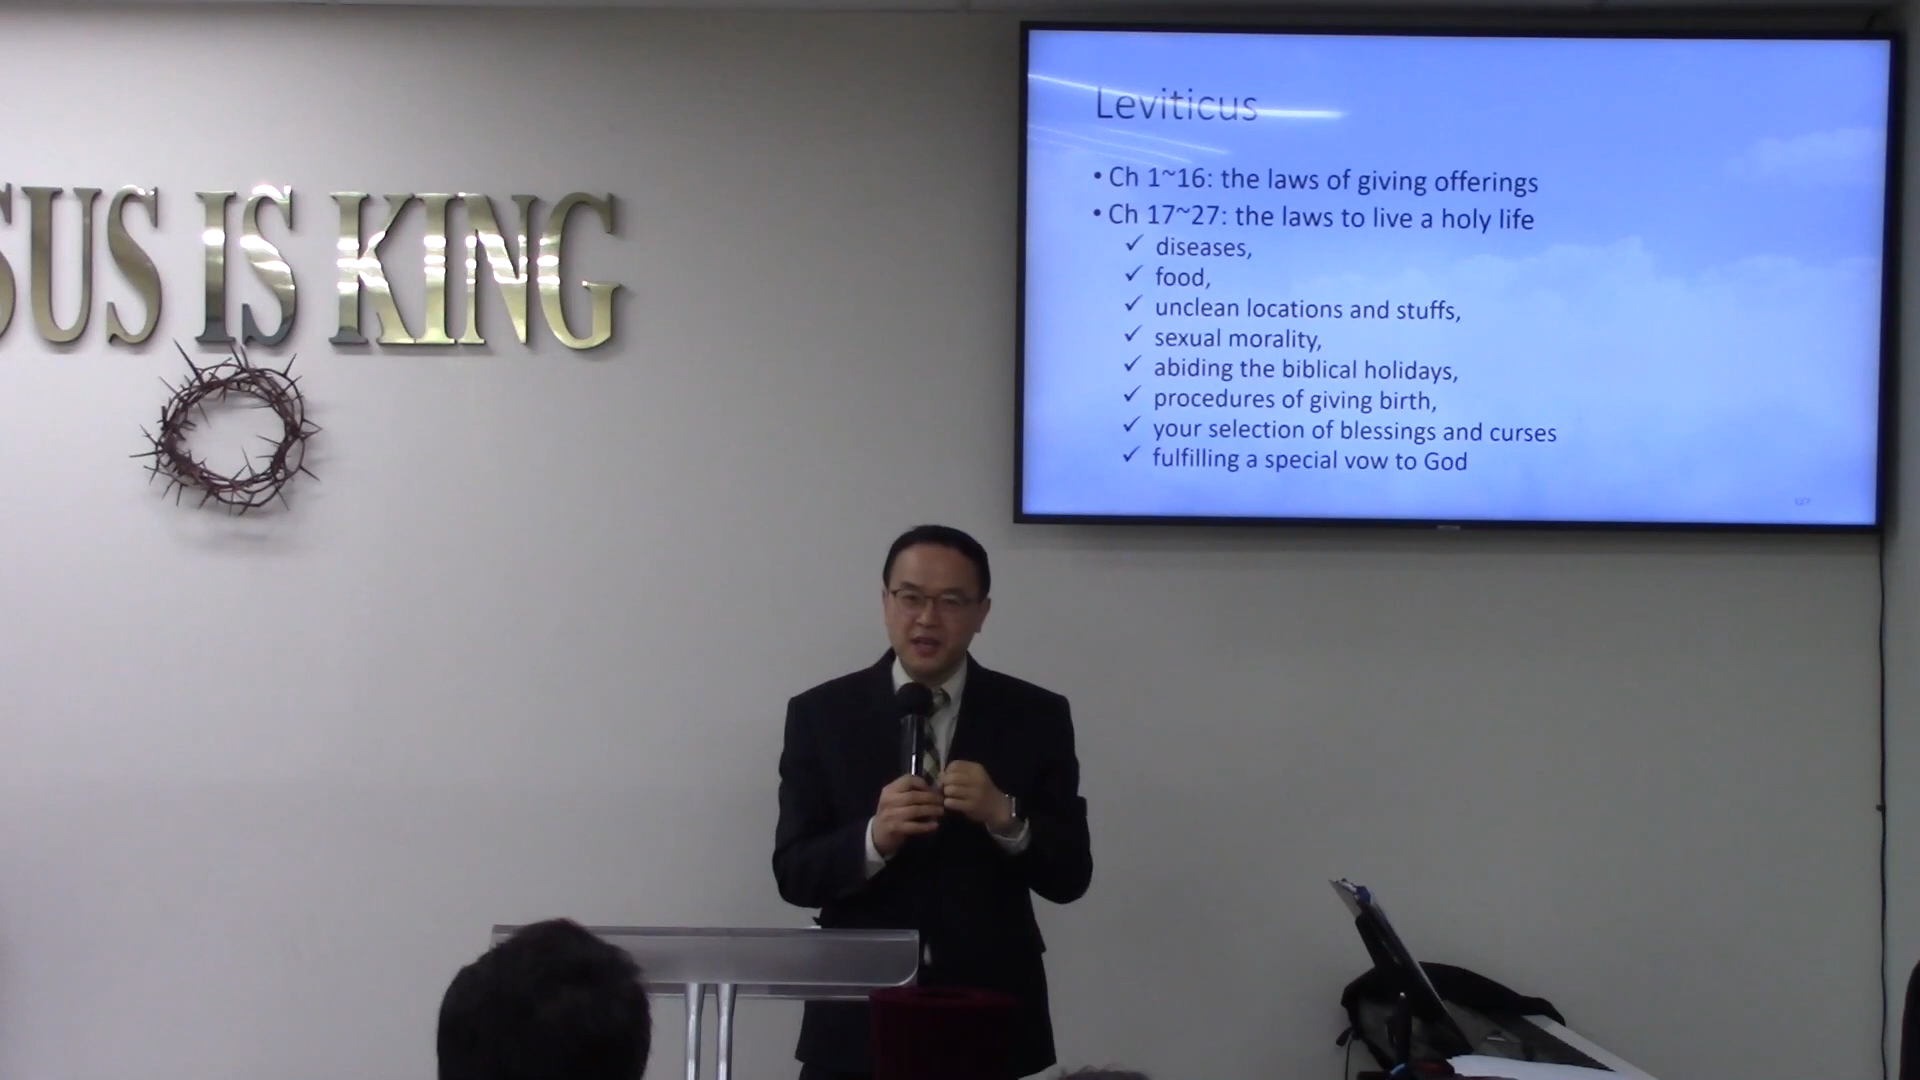 SUS IS KING
Leviticus
• Ch 1~16: the laws of giving offerings
• Ch 17~27: the laws to live a holy life
✓ diseases,
✓ food,
✓ unclean locations and stuffs,
✓ sexual morality,
✓ abiding the biblical holidays,
✓ procedures of giving birth,
✓ your selection of blessings and curses
✓ fulfilling a special vow to God